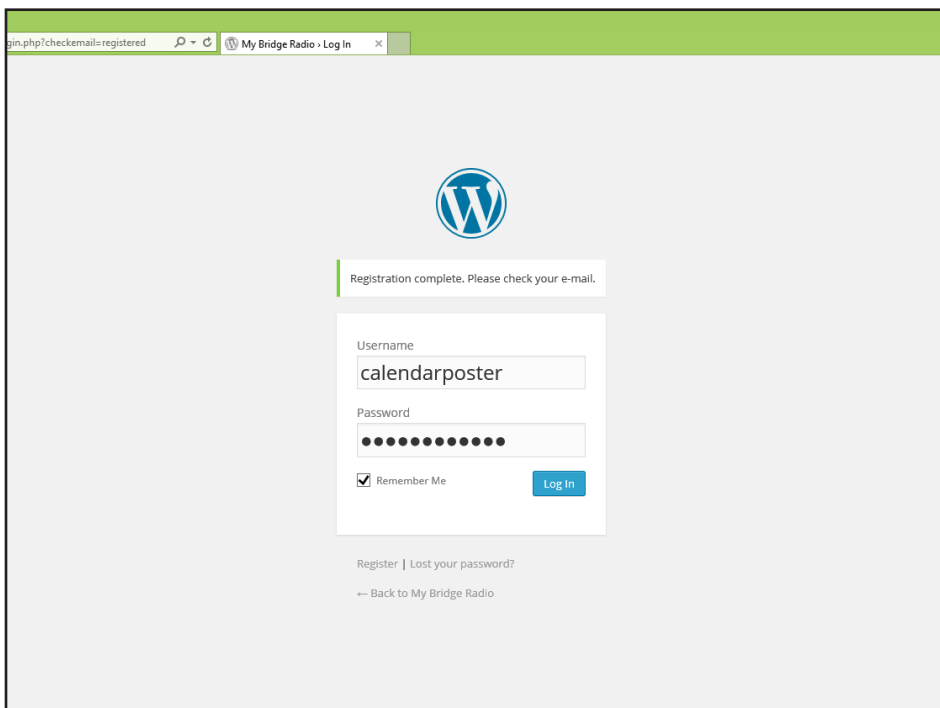 gin.php?checkemail=registered
My Bridge Radio › Log In
Registration complete. Please check your e-mail.
Username
calendarposter
Password
Remember Me
Log In
Register | Lost your password?
← Back to My Bridge Radio